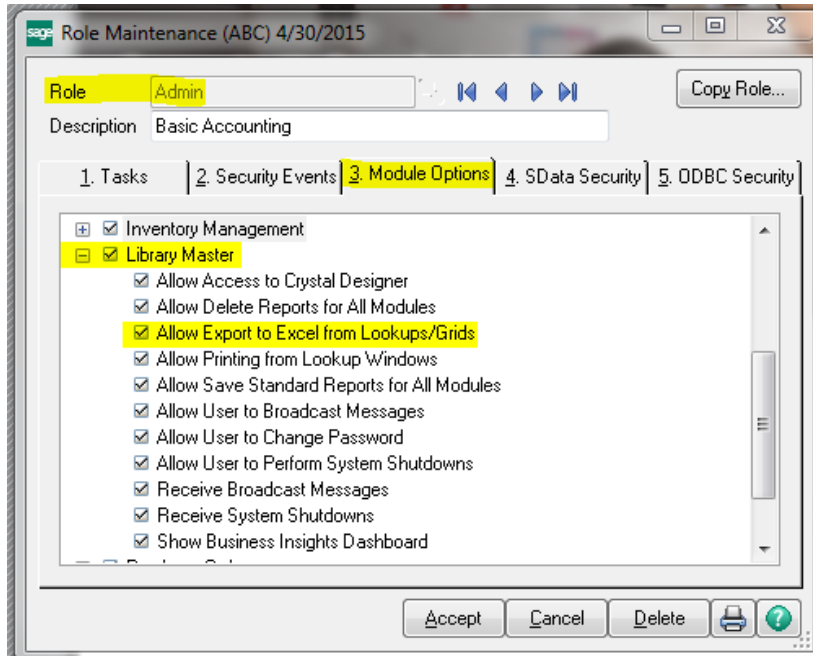 sage Role Maintenance (ABC) 4/30/2015
Role Admin Copy Role...
Description Basic Accounting
1. Tasks 2. Security Events 3. Module Options 4. SData Security 5. ODBC Security
Inventory Management
Library Master
Allow Access to Crystal Designer
Allow Delete Reports for All Modules
Allow Export to Excel from Lookups/Grids
Allow Printing from Lookup Windows
Allow Save Standard Reports for All Modules
Allow User to Broadcast Messages
Allow User to Change Password
Allow User to Perform System Shutdowns
Receive Broadcast Messages
Receive System Shutdowns
Show Business Insights Dashboard
Accept Cancel Delete